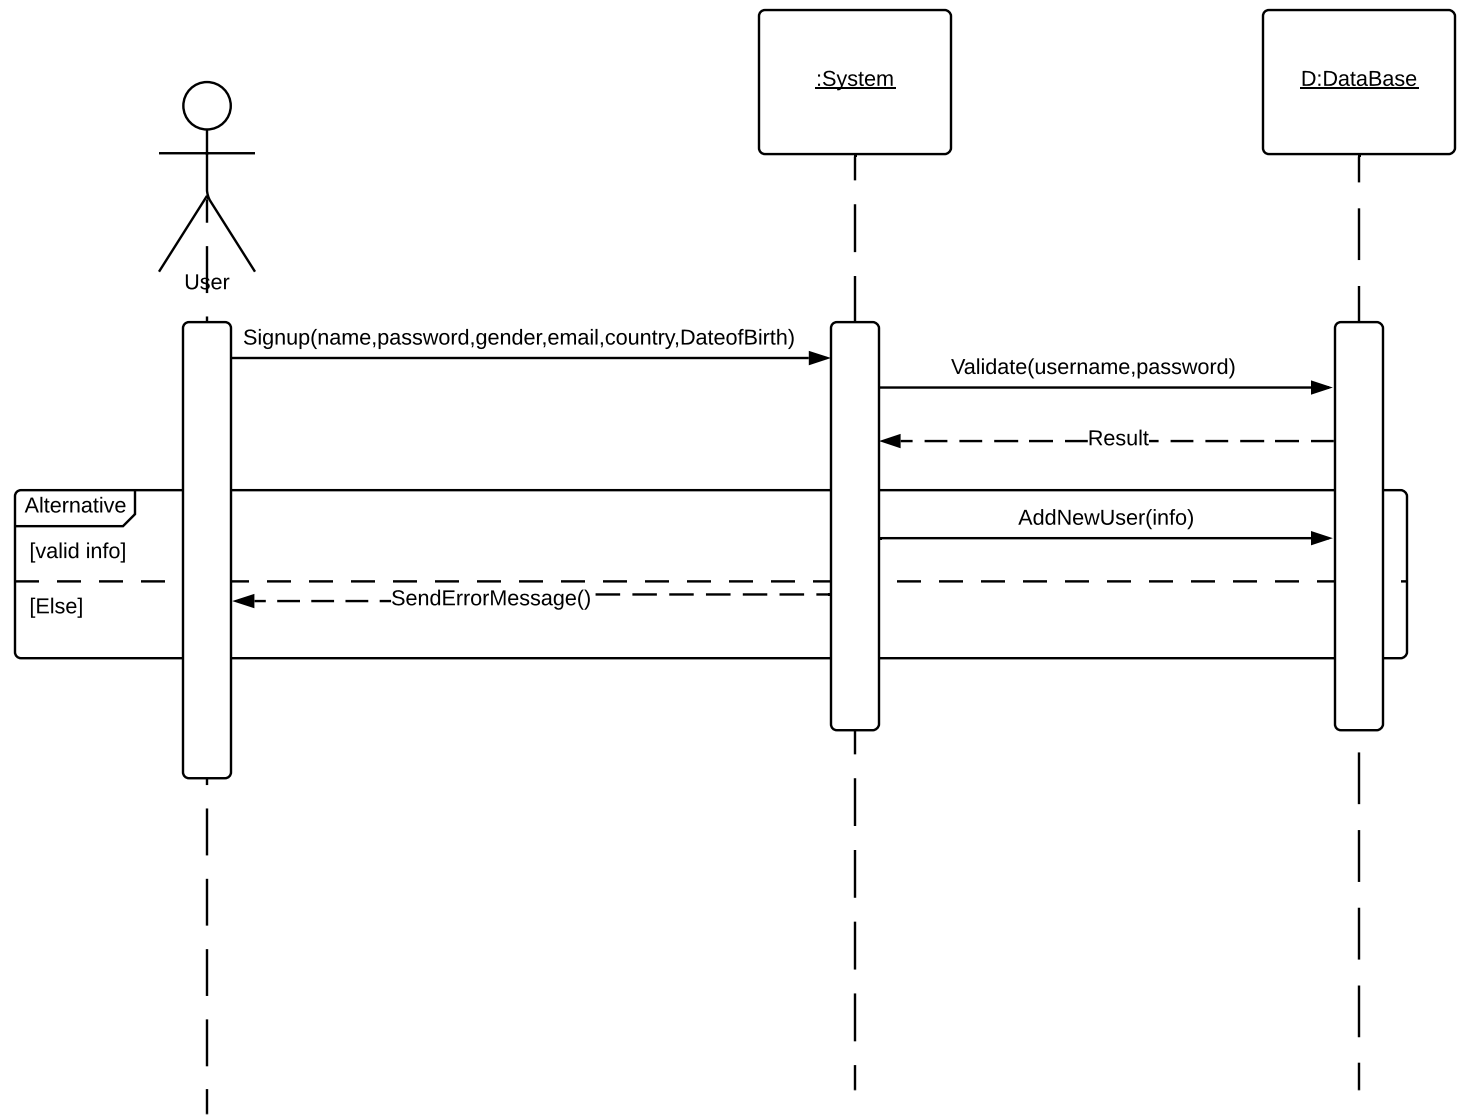 :System
D:DataBase
User
Signup(name,password,gender,email,country,DateofBirth)
Validate(username,password)
Result
Alternative
AddNewUser(info)
[valid info]
SendErrorMessage()
[Else]